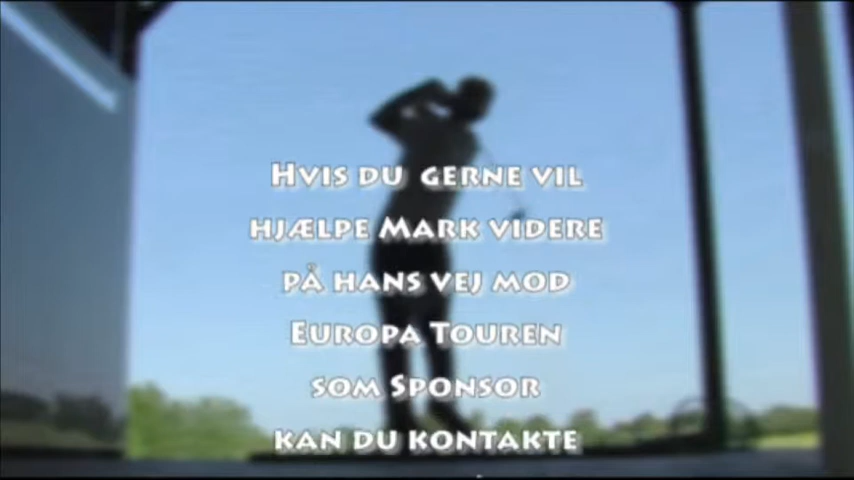 Hvis du gerne vil
hjælpe Mark videre
på hans vej mod
Europa Touren
som Sponsor
kan du kontakte